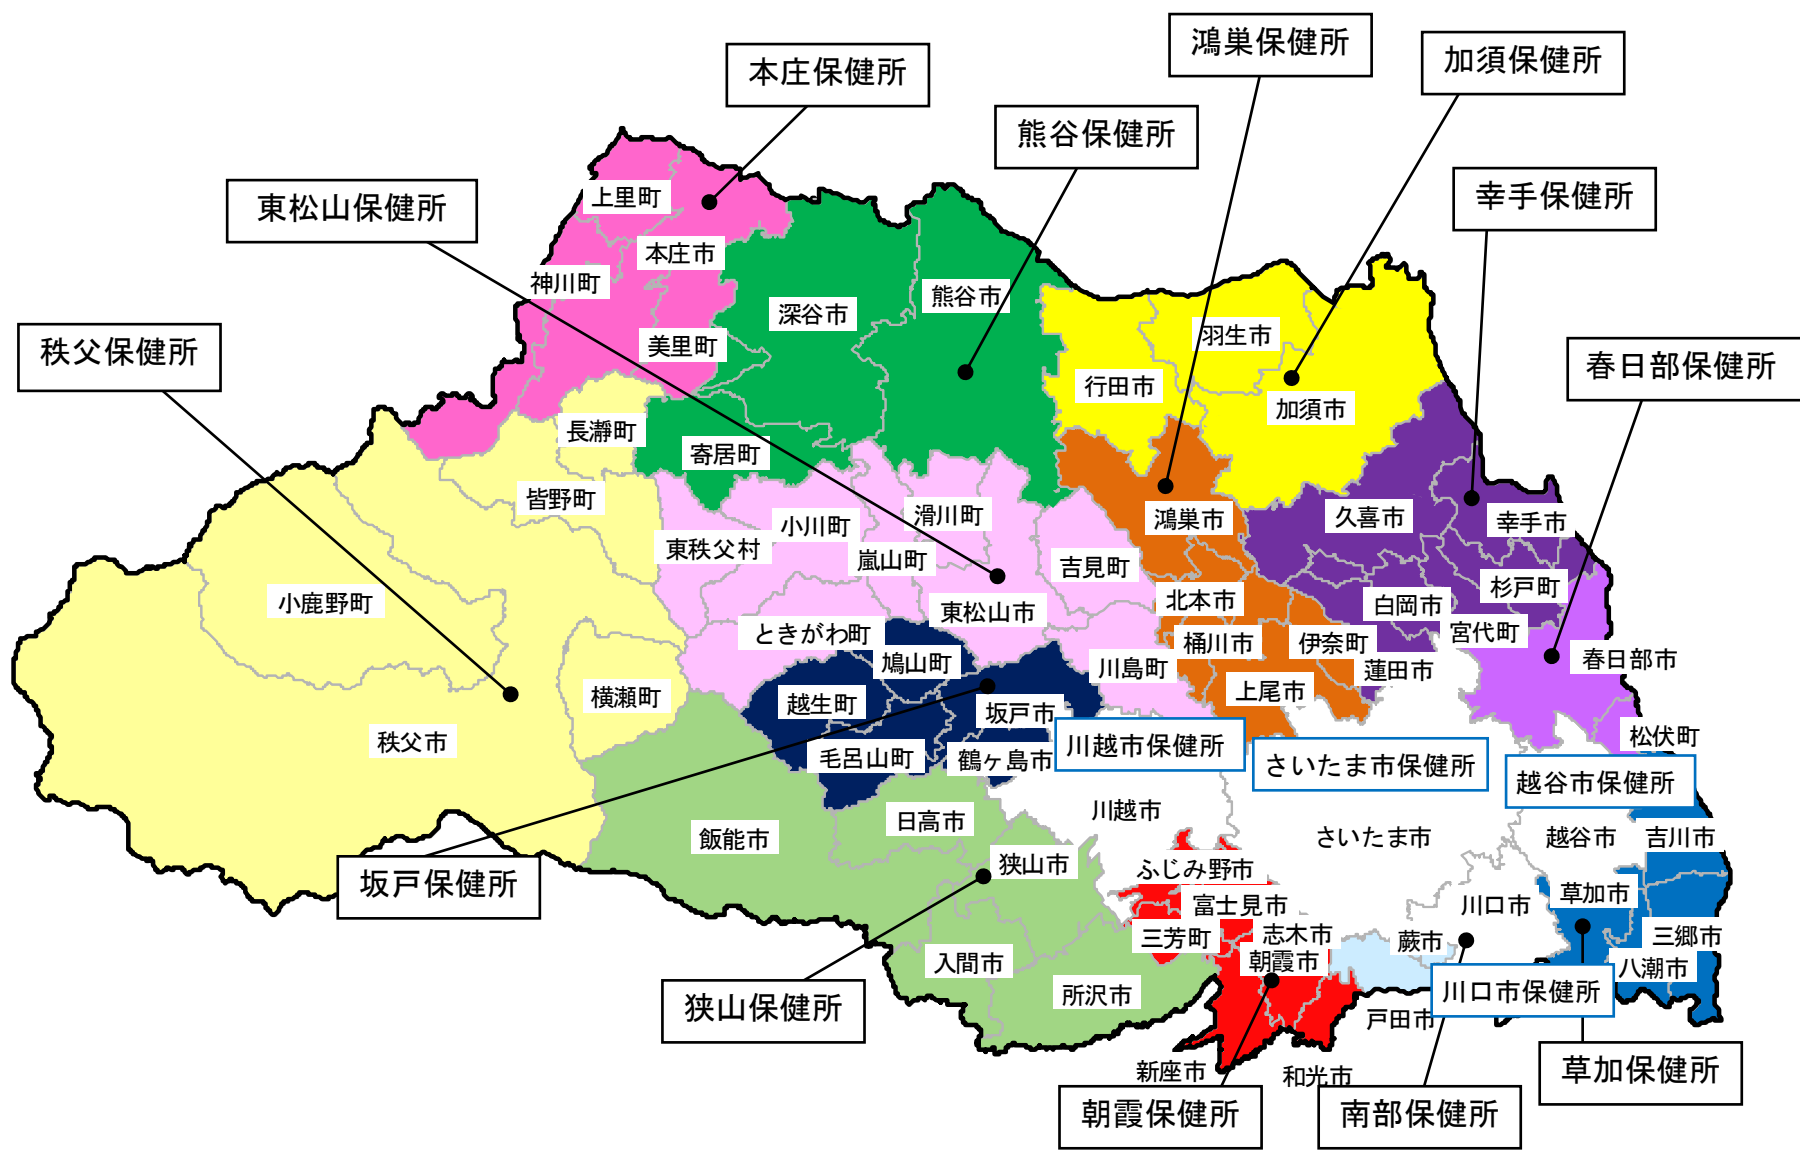 鴻巣保健所
加須保健所
本庄保健所
熊谷保健所
幸手保健所
東松山保健所
上里町
本庄市
神川町
熊谷市
深谷市
羽生市
美里町
秩父保健所
春日部保健所
行田市
加須市
長瀞町
寄居町
皆野町
滑川町
鴻巣市
久喜市
幸手市
小川町
東秩父村
嵐山町
吉見町
杉戸町
小鹿野町
東松山市
北本市
白岡市
ときがわ町
宮代町
桶川市
伊奈町
鳩山町
川島町
蓮田市
春日部市
横瀬町
越生町
上尾市
坂戸市
秩父市
松伏町
毛呂山町
鶴ヶ島市
川越市保健所
さいたま市保健所
越谷市保健所
川越市
日高市
飯能市
さいたま市
越谷市
吉川市
狭山市
ふじみ野市
坂戸保健所
草加市
富士見市
川口市
三芳町
志木市
蕨市
三郷市
朝霞市
入間市
八潮市
所沢市
川口市保健所
狭山保健所
戸田市
新座市
和光市
草加保健所
朝霞保健所
南部保健所